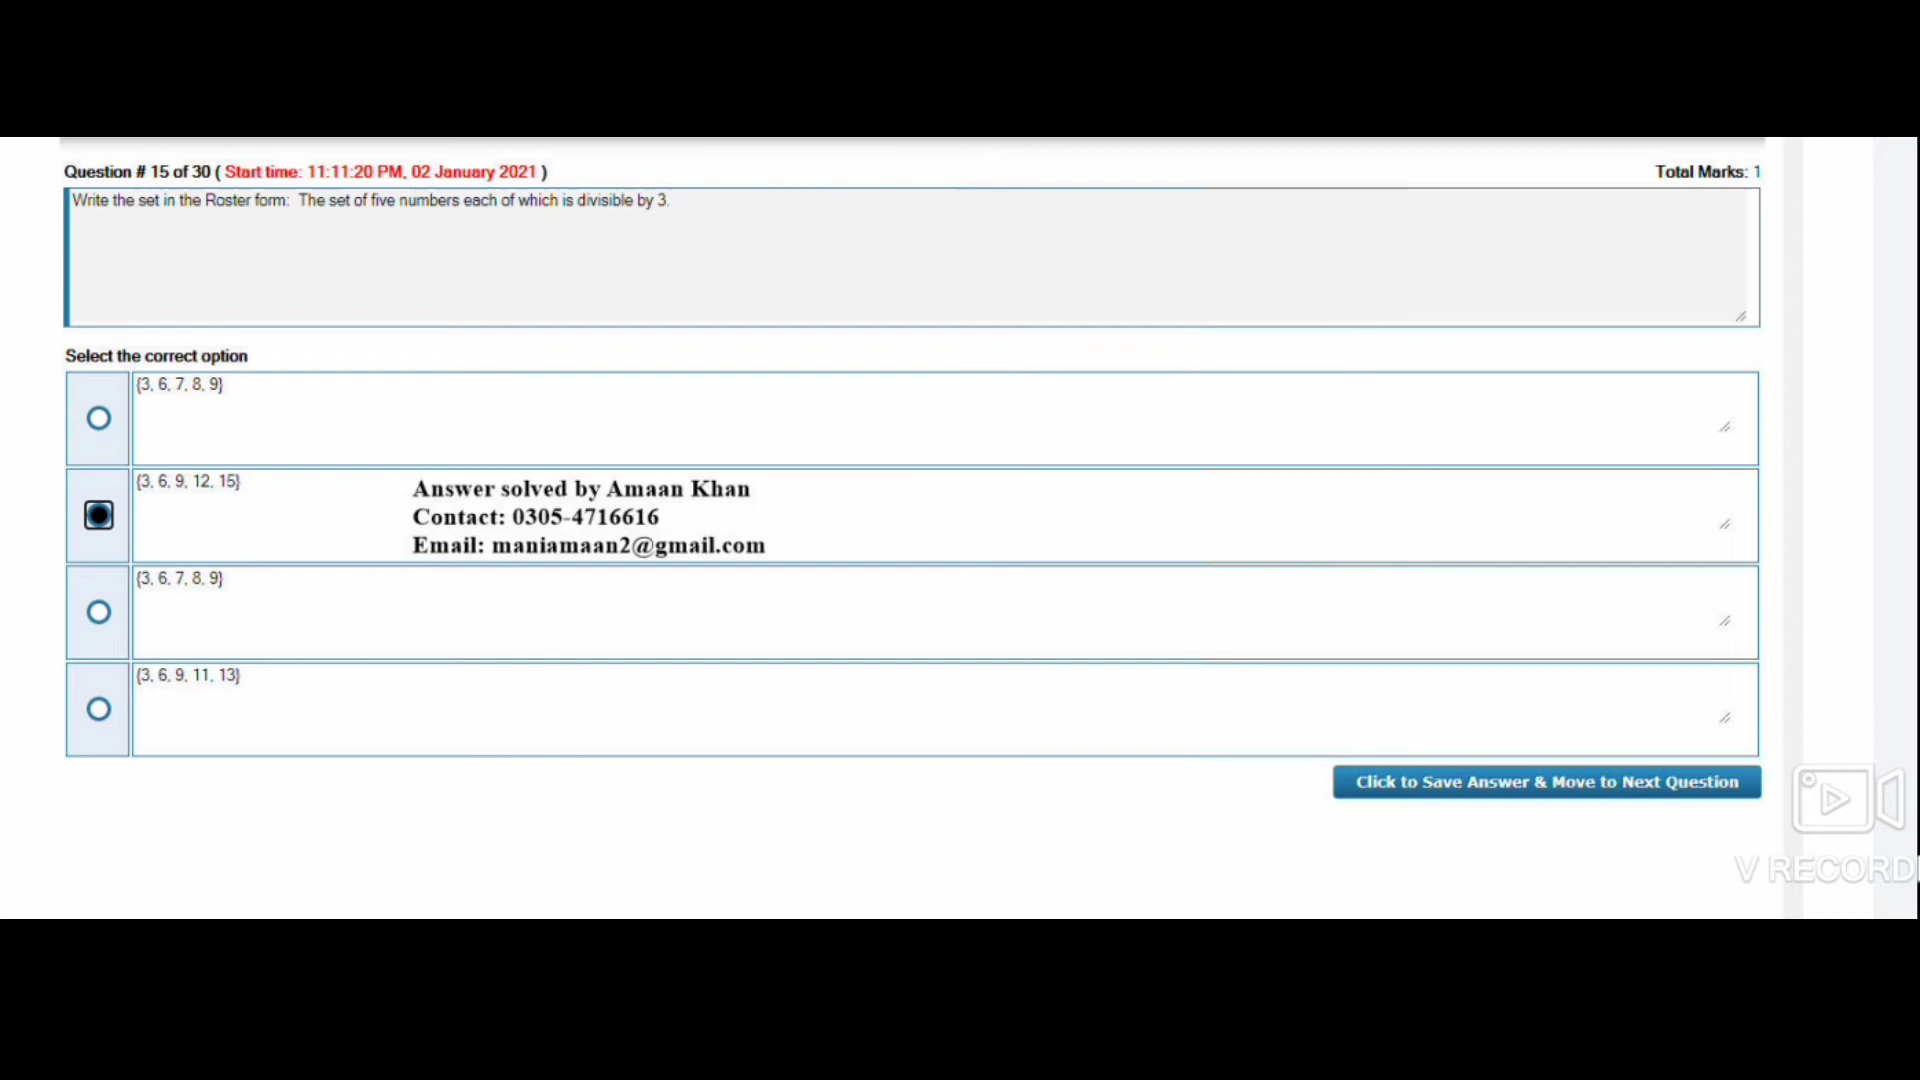 Question # 15 of 30 ( Start time: 11:11:20 PM, 02 January 2021 ) Total Marks: 1
Write the set in the Roster form: The set of five numbers each of which is divisible by 3.
Select the correct option
{3, 6, 7, 8, 9}
{3, 6, 9, 12, 15}
Answer solved by Amaan Khan
Contact: 0305-4716616
Email: maniamaan2@gmail.com
{3, 6, 7, 8, 9}
{3, 6, 9, 11, 13}
Click to Save Answer & Move to Next Question
V RECORD